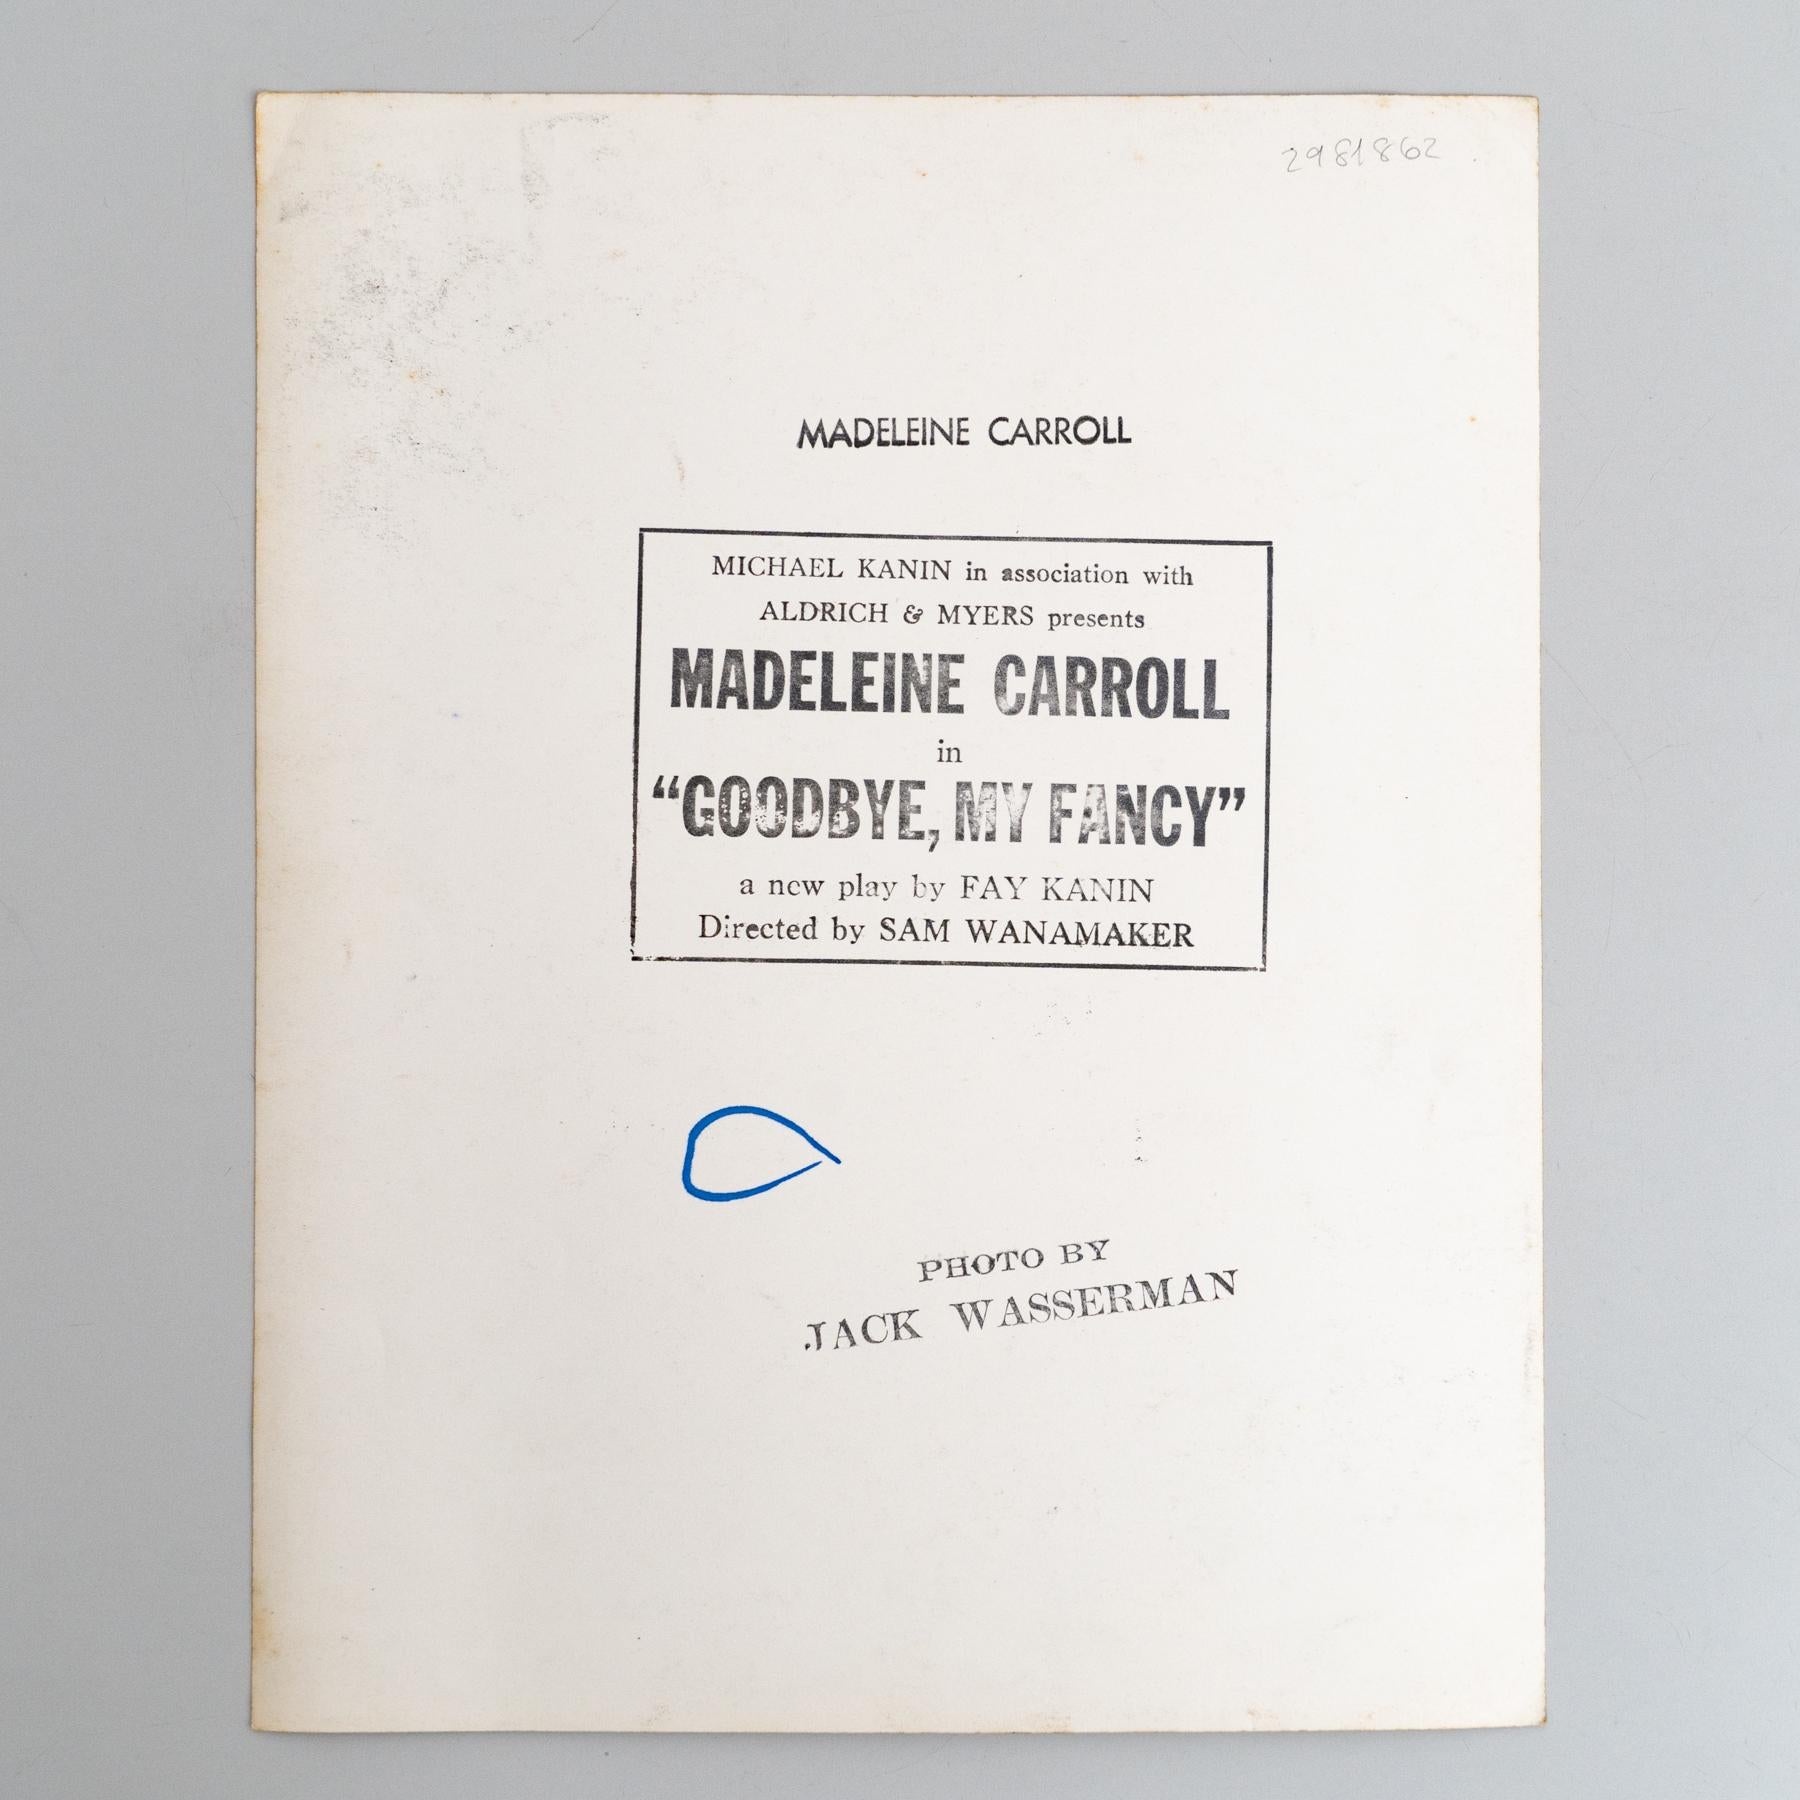 2981862
MADELEINE CARROLL
MICHAEL KANIN in association with
ALDRICH & MYERS presents
MADELEINE CARROLL
in
“GOODBYE, MY FANCY”
a new play by FAY KANIN
Directed by SAM WANAMAKER
PHOTO BY
JACK WASSERMAN